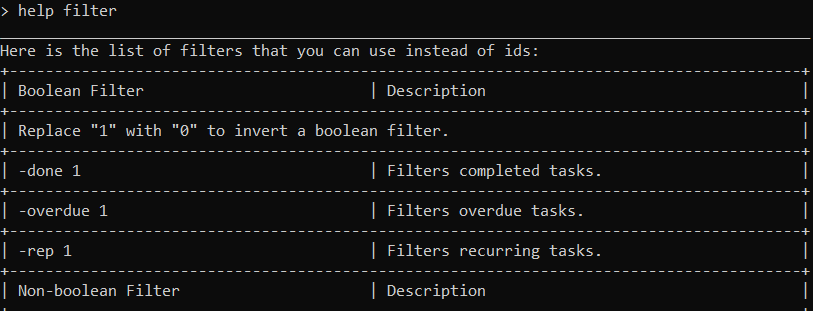 > help filter
Here is the list of filters that you can use instead of ids:
| Boolean Filter | Description |
| Replace "1" with "0" to invert a boolean filter. |
| -done 1 | Filters completed tasks. |
| -overdue 1 | Filters overdue tasks. |
| -rep 1 | Filters recurring tasks. |
| Non-boolean Filter | Description |